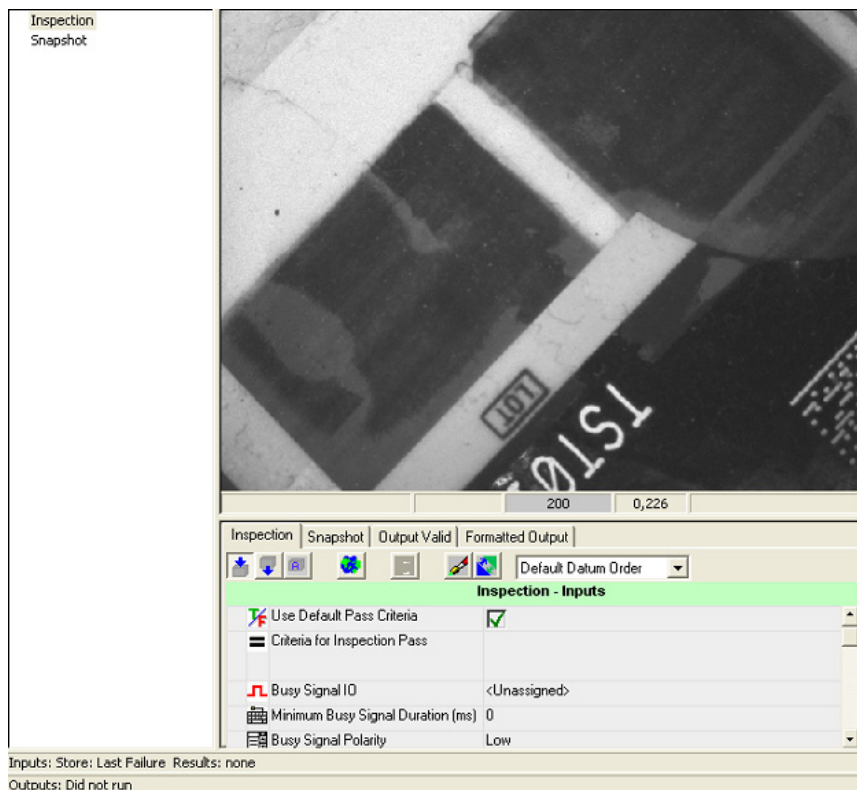 Inspection
Snapshot
LOT
TST0
200
0,226
Inspection
Snapshot
Output Valid
Formatted Output
Default Datum Order
Inspection - Inputs
Use Default Pass Criteria
Criteria for Inspection Pass
Busy Signal IO
<Unassigned>
Minimum Busy Signal Duration (ms)
0
Busy Signal Polarity
Low
Inputs: Store: Last Failure Results: none
Outputs: Did not run